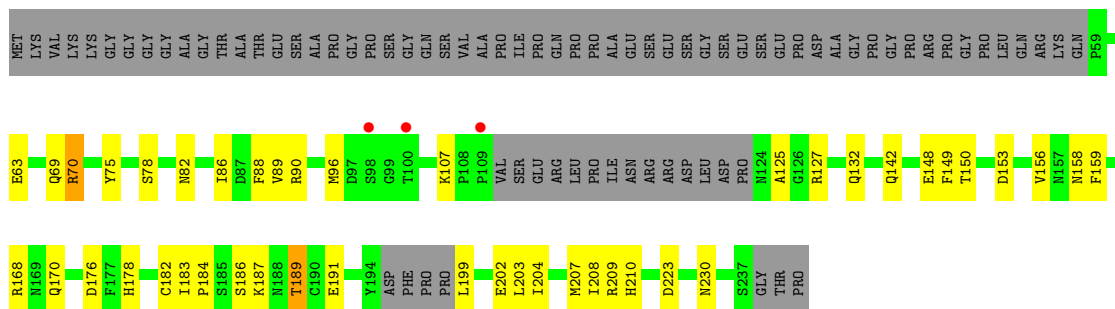 MET LYS VAL LYS LYS GLY GLY GLY GLY GLY ALA GLY THR ALA THR GLU SER ALA PRO GLY PRO SER GLY GLN SER VAL ALA PRO ILE PRO GLN PRO PRO ALA GLU SER GLU SER GLY SER GLU SER GLU PRO ASP ALA GLY PRO GLY PRO ARG PRO GLY PRO LEU GLN ARG LYS GLN P59
E63 Q69 R70 Y75 S78 N82 I86 D87 F88 V89 R90 M96 D97 S98 G99 T100 K107 P108 P109 VAL SER GLU ARG LEU PRO ILE ASN ARG ARG ASP LEU ASP PRO N124 A125 G126 R127 Q132 Q142 E148 F149 T150 D153 V156 N157 N158 F159
R168 N169 Q170 D176 F177 H178 C182 I183 P184 S185 S186 K187 N188 T189 C190 E191 Y194 ASP PHE PRO PRO L199 E202 L203 I204 M207 I208 R209 H210 D223 N230 S237 GLY THR PRO